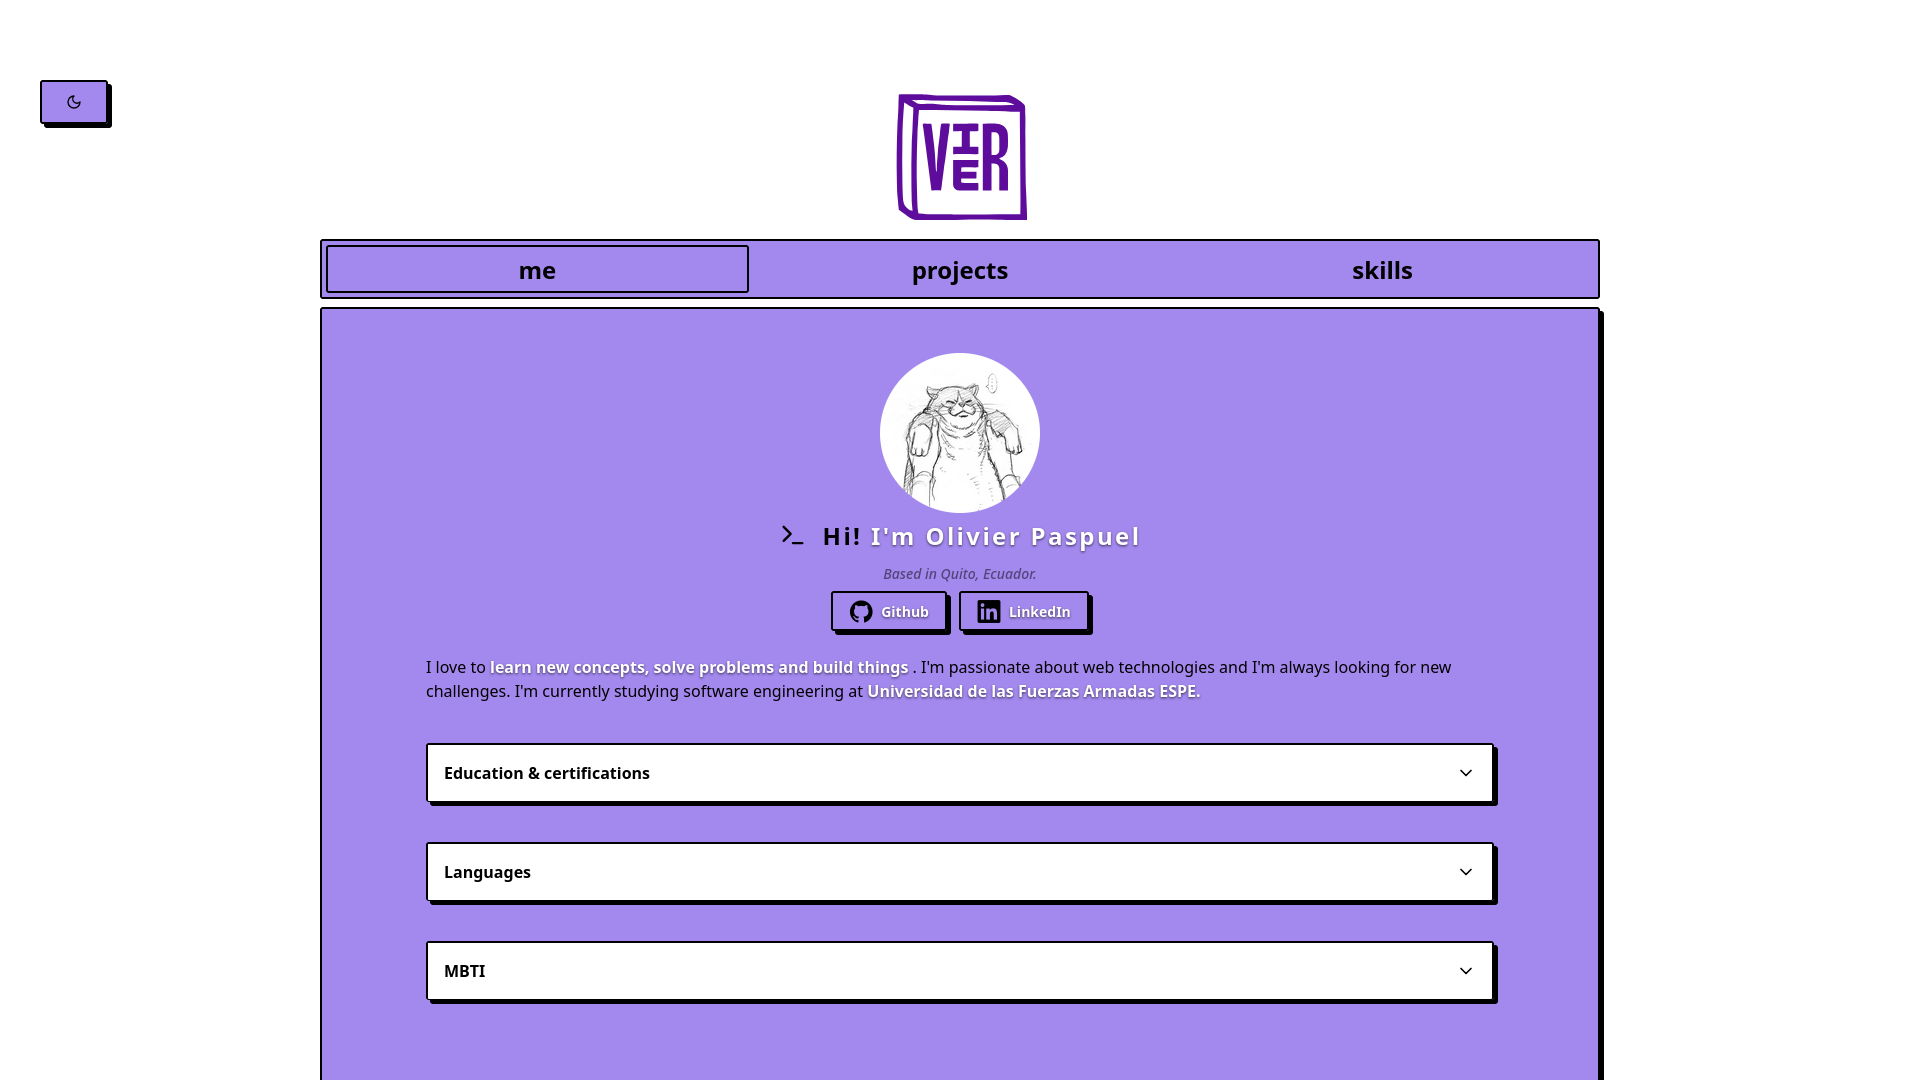 VIER
me
projects
skills
Hi! I'm Olivier Paspuel
Based in Quito, Ecuador.
Github
LinkedIn
I love to learn new concepts, solve problems and build things . I'm passionate about web technologies and I'm always looking for new
challenges. I'm currently studying software engineering at Universidad de las Fuerzas Armadas ESPE.
Education & certifications
Languages
MBTI